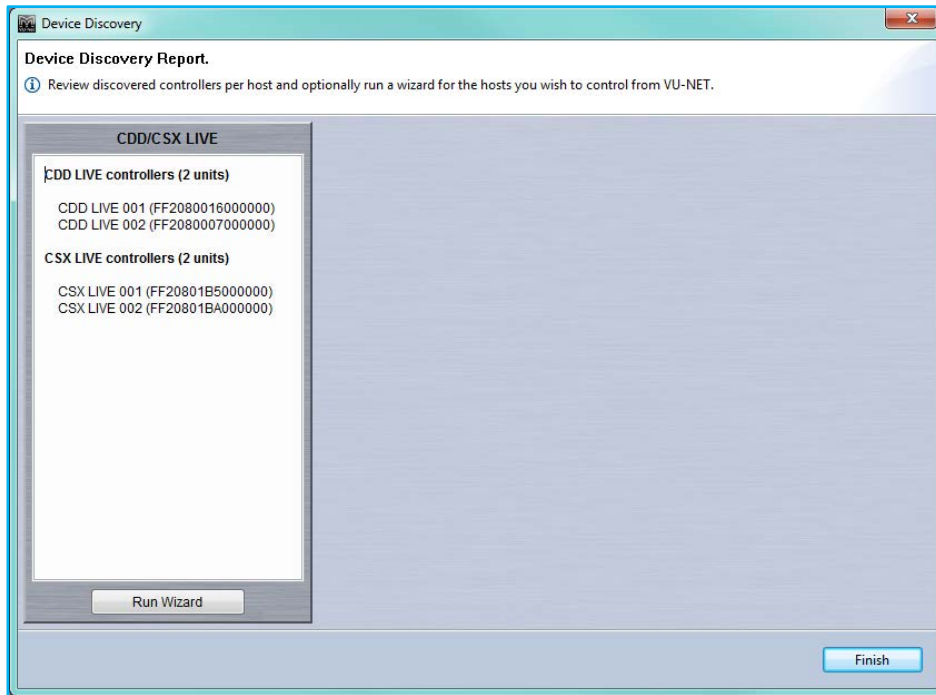 Device Discovery
Device Discovery Report.
Review discovered controllers per host and optionally run a wizard for the hosts you wish to control from VU-NET.
CDD/CSX LIVE
CDD LIVE controllers (2 units)
CDD LIVE 001 (FF2080016000000)
CDD LIVE 002 (FF2080007000000)
CSX LIVE controllers (2 units)
CSX LIVE 001 (FF20801B5000000)
CSX LIVE 002 (FF20801BA000000)
Run Wizard
Finish